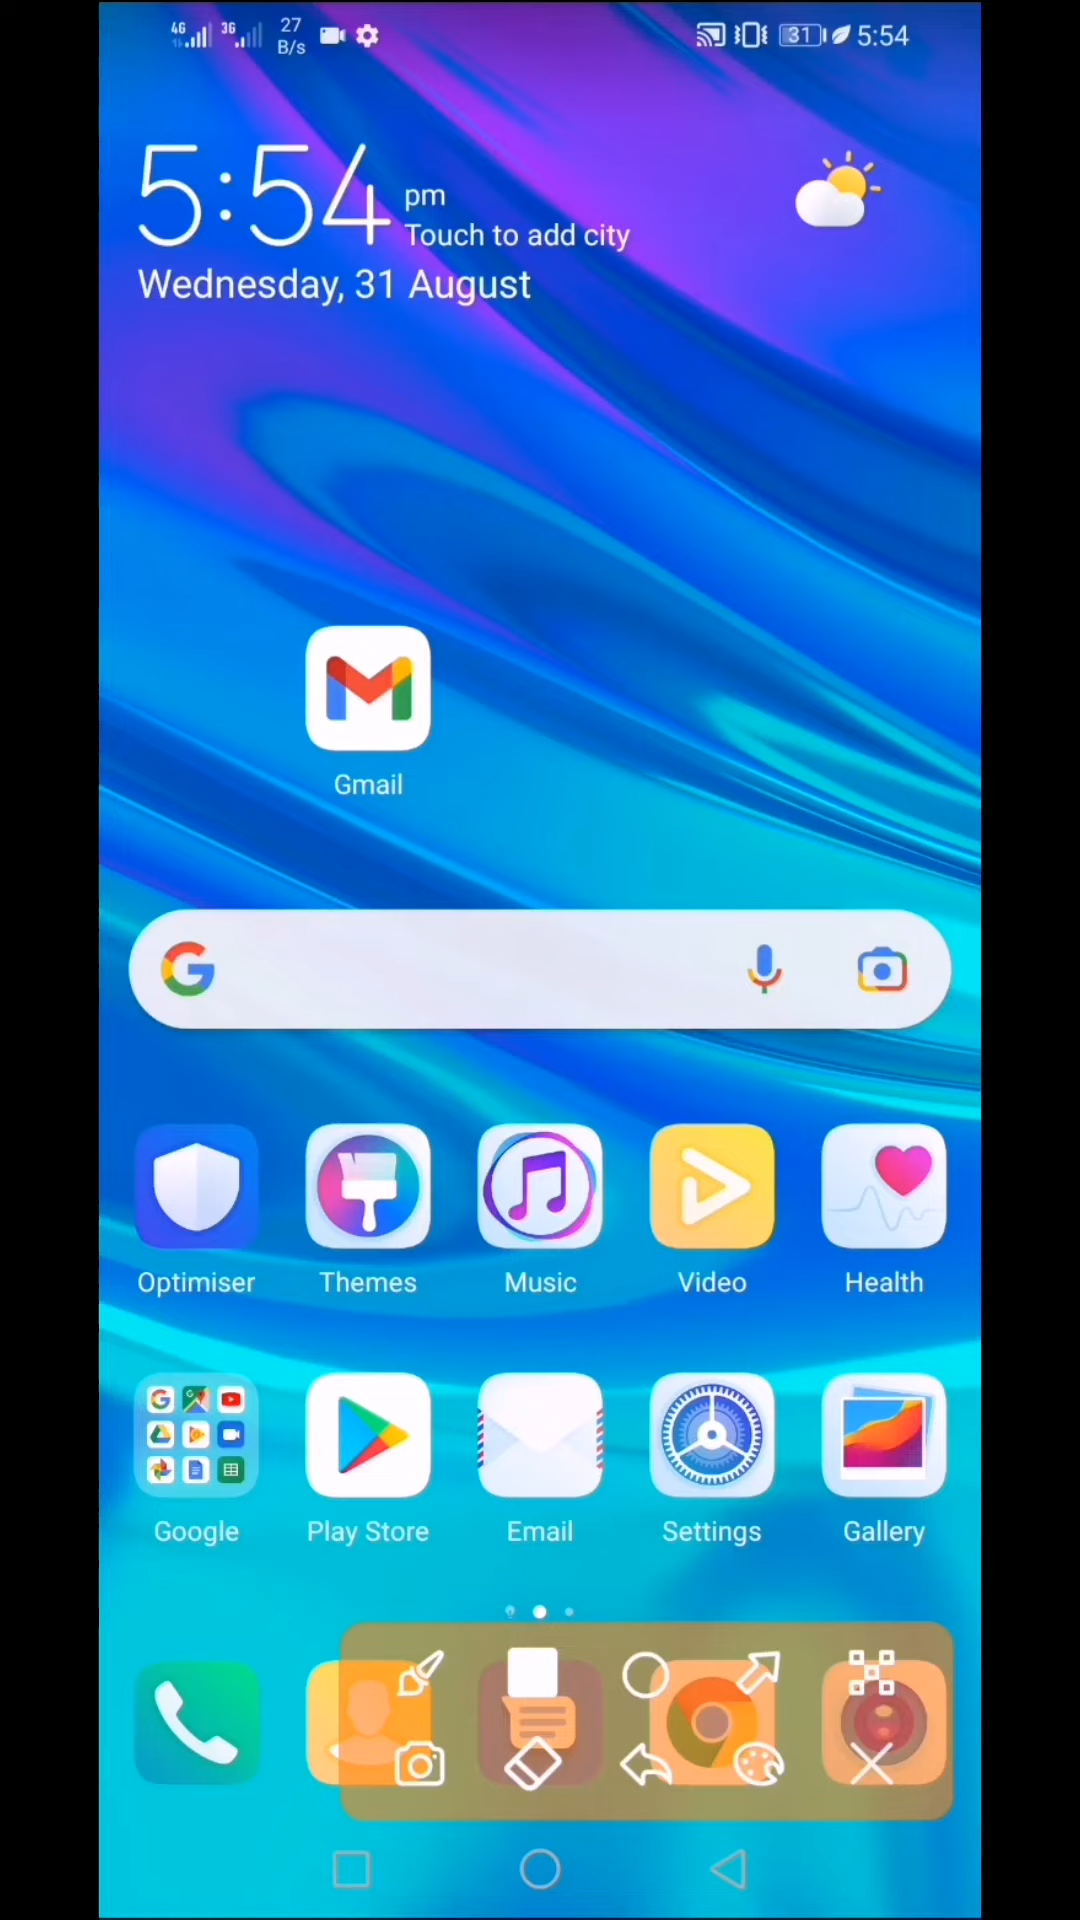 4G 3G 27 B/s 31 5:54
5:54 pm
Touch to add city
Wednesday, 31 August
Gmail
Optimiser Themes Music Video Health
Google Play Store Email Settings Gallery